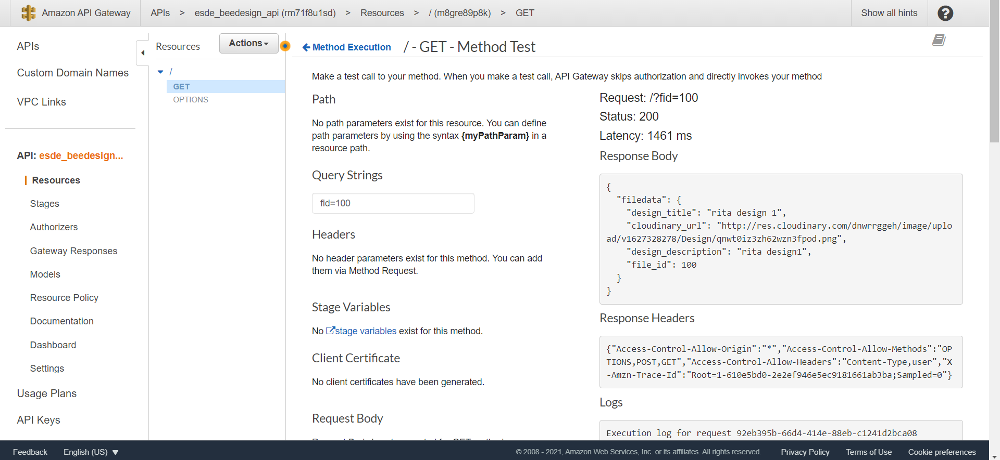 Amazon API Gateway
APIs > esde_beedesign_api (rm71f8u1sd) > Resources > / (m8gre89p8k) > GET
Show all hints
?
APIs
Custom Domain Names
VPC Links
API: esde_beedesign...
Resources
Stages
Authorizers
Gateway Responses
Models
Resource Policy
Documentation
Dashboard
Settings
Usage Plans
API Keys
Resources
Actions
/
GET
OPTIONS
Method Execution
/ - GET - Method Test
Make a test call to your method. When you make a test call, API Gateway skips authorization and directly invokes your method
Path
No path parameters exist for this resource. You can define
path parameters by using the syntax {myPathParam} in a
resource path.
Query Strings
fid=100
Headers
No header parameters exist for this method. You can add
them via Method Request.
Stage Variables
No stage variables exist for this method.
Client Certificate
No client certificates have been generated.
Request Body
Request: /?fid=100
Status: 200
Latency: 1461 ms
Response Body
{
"filedata": {
"design_title": "rita design 1",
"cloudinary_url": "http://res.cloudinary.com/dnwrrggeh/image/uplo
ad/v1627328278/Design/qnwt0iz3zh62wzn3fpod.png",
"design_description": "rita design1",
"file_id": 100
}
}
Response Headers
{"Access-Control-Allow-Origin":"*","Access-Control-Allow-Methods":"OP
TIONS,POST,GET","Access-Control-Allow-Headers":"Content-Type,user","X
-Amzn-Trace-Id":"Root=1-610e5bd0-2e2ef946e5ec9181661ab3ba;Sampled=0"}
Logs
Execution log for request 92eb395b-66d4-414e-88eb-c1241d2bca08
Feedback
English (US)
© 2008 - 2021, Amazon Web Services, Inc. or its affiliates. All rights reserved.
Privacy Policy
Terms of Use
Cookie preferences